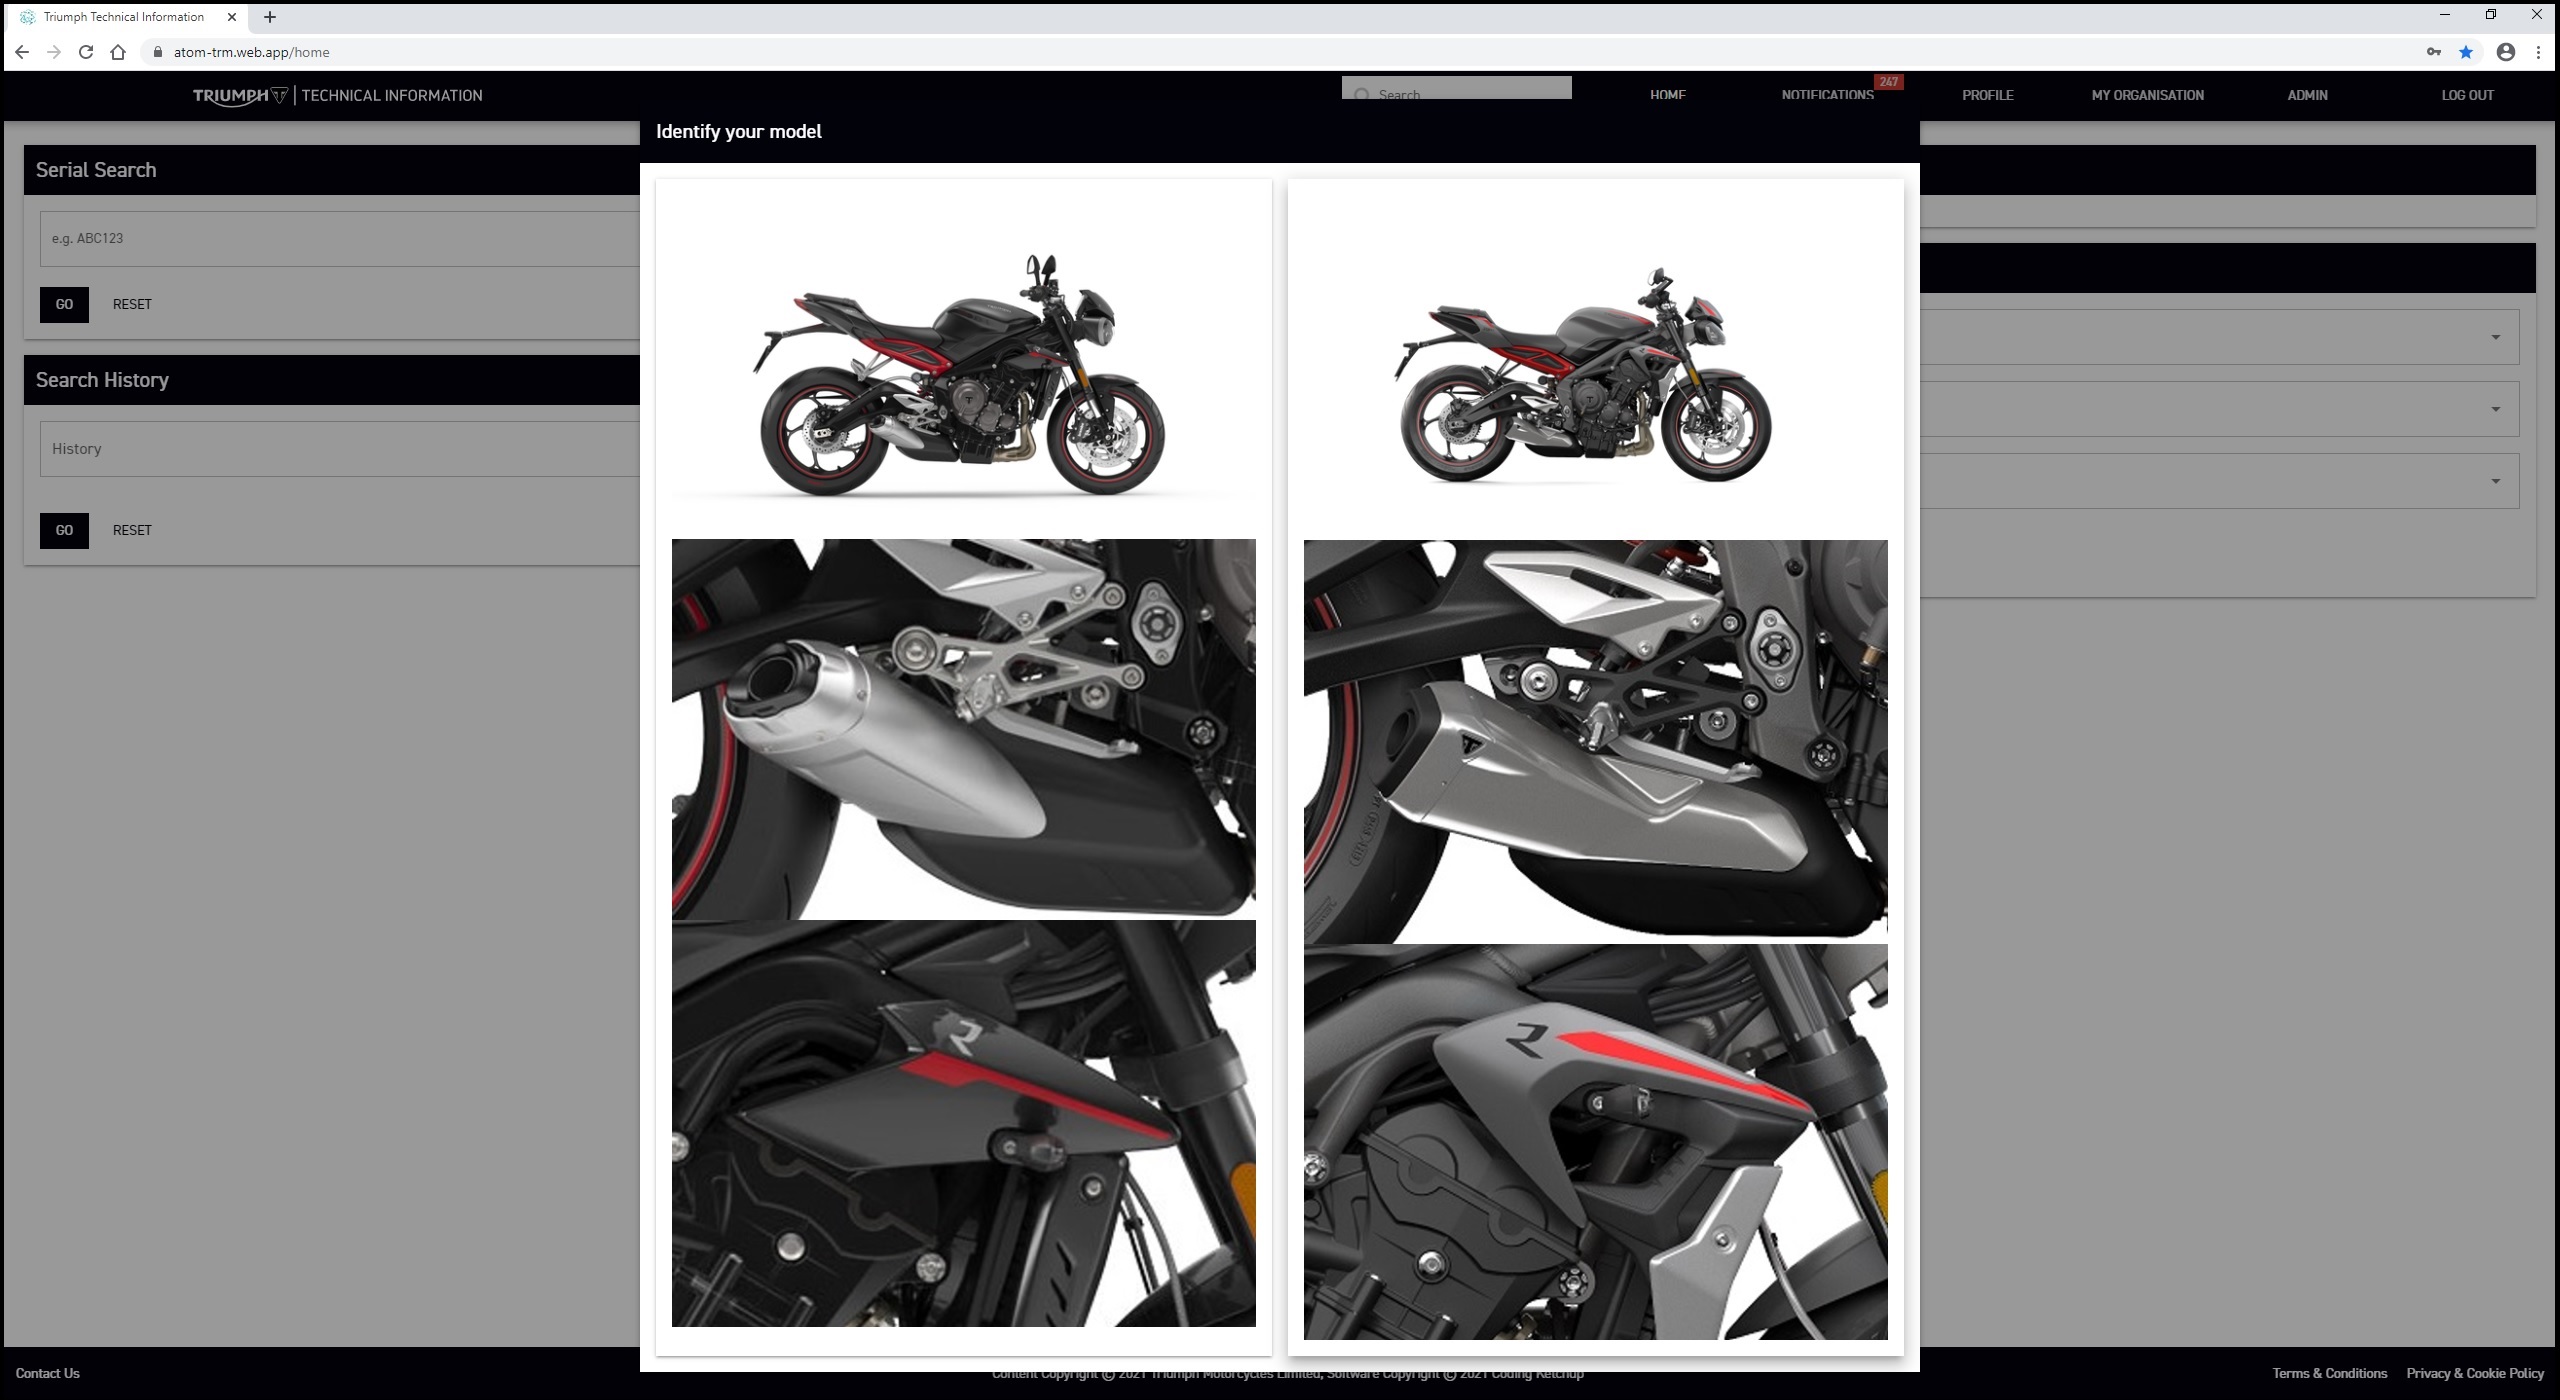 Triumph Technical Information
atom-trm.web.app/home
TRIUMPH | TECHNICAL INFORMATION
Search
HOME
NOTIFICATIONS
247
PROFILE
MY ORGANISATION
ADMIN
LOG OUT
Identify your model
Serial Search
e.g. ABC123
GO RESET
Search History
History
GO RESET
R
R
Contact Us
Content Copyright © 2021 Triumph Motorcycles Limited, Software Copyright © 2021 Coding Ketchup
Terms & Conditions
Privacy & Cookie Policy